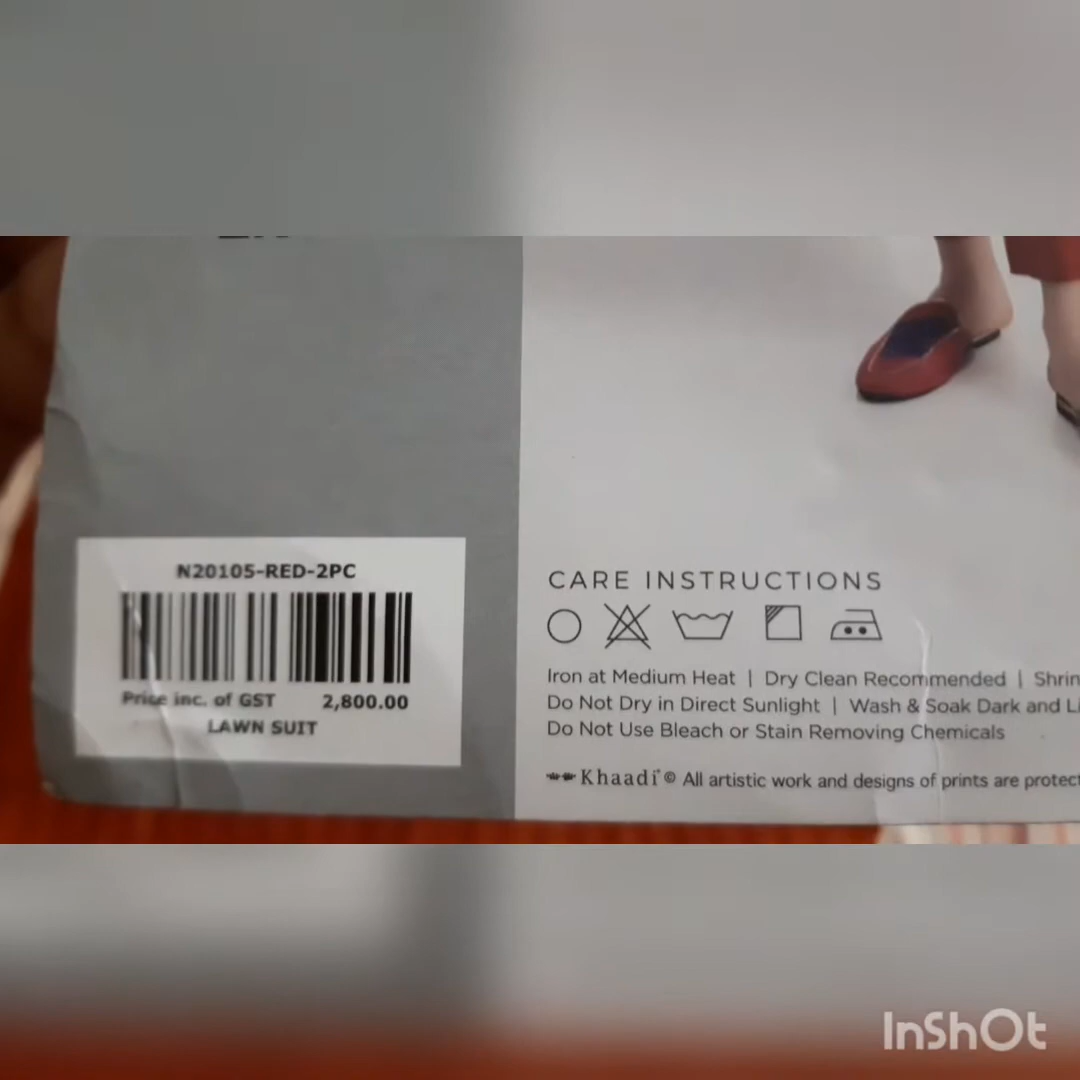 N20105-RED-2PC
Price inc. of GST 2,800.00
LAWN SUIT
CARE INSTRUCTIONS
Iron at Medium Heat | Dry Clean Recommended | Shrin
Do Not Dry in Direct Sunlight | Wash & Soak Dark and Li
Do Not Use Bleach or Stain Removing Chemicals
Khaadi® © All artistic work and designs of prints are protect
InShOt